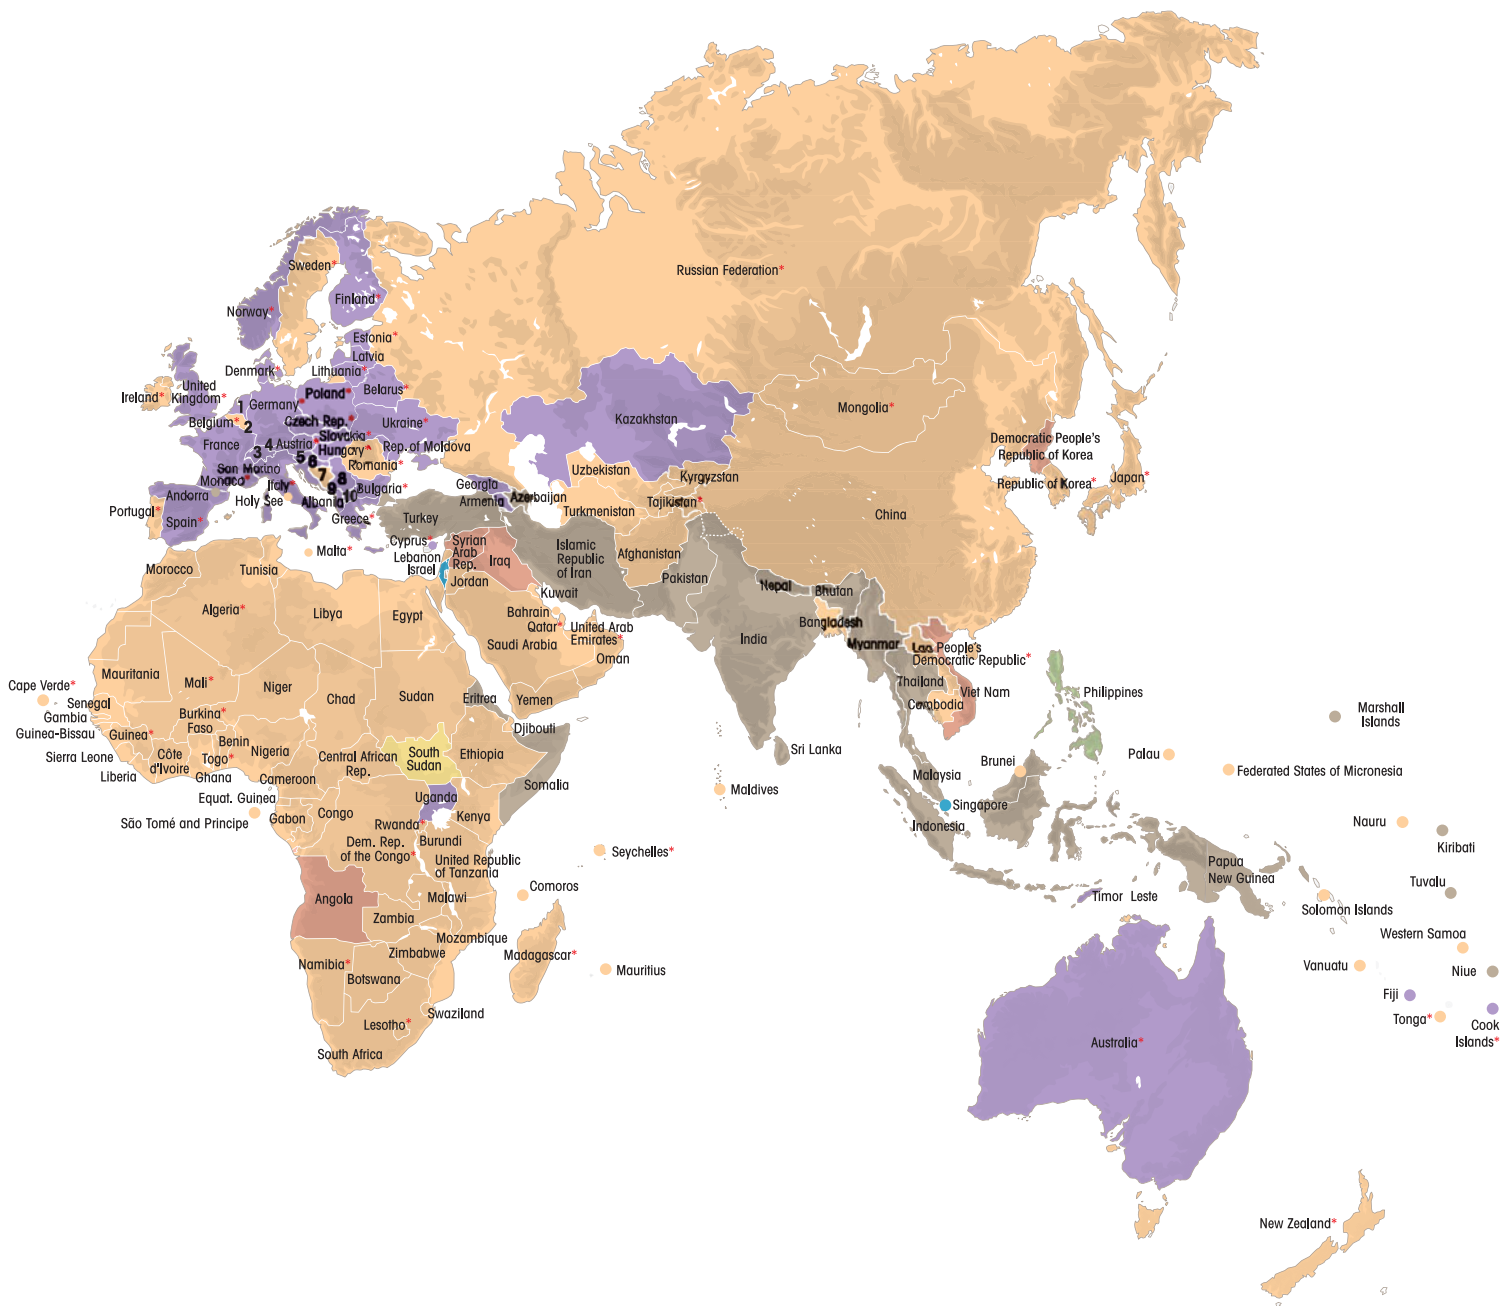 Sweden*
Russian Federation*
Finland*
Norway*
Estonia*
Latvia
Denmark*
Lithuania*
United
Kingdom*
Ireland*
Poland*
Belarus*
1
Germany*
Belgium*
2
Czech Rep.*
Ukraine*
Kazakhstan
Mongolia*
France
3
4
Austria*
Slovakia*
Hungary*
Rep. of Moldova
5
6
7
8
9
10
Romania*
San Marino
Monaco*
Italy*
Andorra
Holy See
Albania
Bulgaria*
Georgia
Armenia
Azerbaijan
Uzbekistan
Kyrgyzstan
Tajikistan*
Turkmenistan
Democratic People's
Republic of Korea
Republic of Korea*
Japan*
China
Portugal*
Spain*
Greece*
Turkey
Malta*
Cyprus*
Lebanon
Israel
Syrian
Arab
Rep.
Iraq
Jordan
Islamic
Republic
of Iran
Afghanistan
Pakistan
Nepal
Bhutan
Morocco
Tunisia
Algeria*
Libya
Egypt
Kuwait
Bahrain
Qatar*
United Arab
Emirates*
Saudi Arabia
Oman
Yemen
India
Bangladesh
Myanmar
Lao People's
Democratic Republic*
Thailand
Viet Nam
Cambodia
Philippines
Marshall
Islands
Cape Verde*
Mauritania
Mali*
Niger
Chad
Sudan
Eritrea
Djibouti
Senegal
Gambia
Guinea-Bissau
Guinea*
Burkina*
Faso
Benin
Nigeria
Sierra Leone
Liberia
Côte
d'Ivoire
Togo*
Ghana
Cameroon
Central African
Rep.
South
Sudan
Ethiopia
Somalia
Sri Lanka
Maldives
Malaysia
Brunei
Singapore
Indonesia
Palau
Federated States of Micronesia
Equat. Guinea
São Tomé and Principe
Gabon
Congo
Uganda
Kenya
Rwanda*
Burundi
Dem. Rep.
of the Congo*
United Republic
of Tanzania
Seychelles*
Nauru
Kiribati
Papua
New Guinea
Tuvalu
Timor Leste
Solomon Islands
Angola
Malawi
Comoros
Zambia
Mozambique
Zimbabwe
Madagascar*
Mauritius
Namibia*
Botswana
Swaziland
Lesotho*
South Africa
Western Samoa
Vanuatu
Niue
Fiji
Tonga*
Cook
Islands*
Australia*
New Zealand*